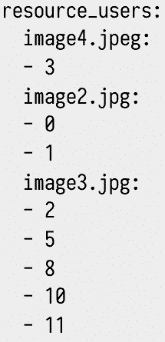 resource_users:
  image4.jpeg:
  - 3
  image2.jpg:
  - 0
  - 1
  image3.jpg:
  - 2
  - 5
  - 8
  - 10
  - 11